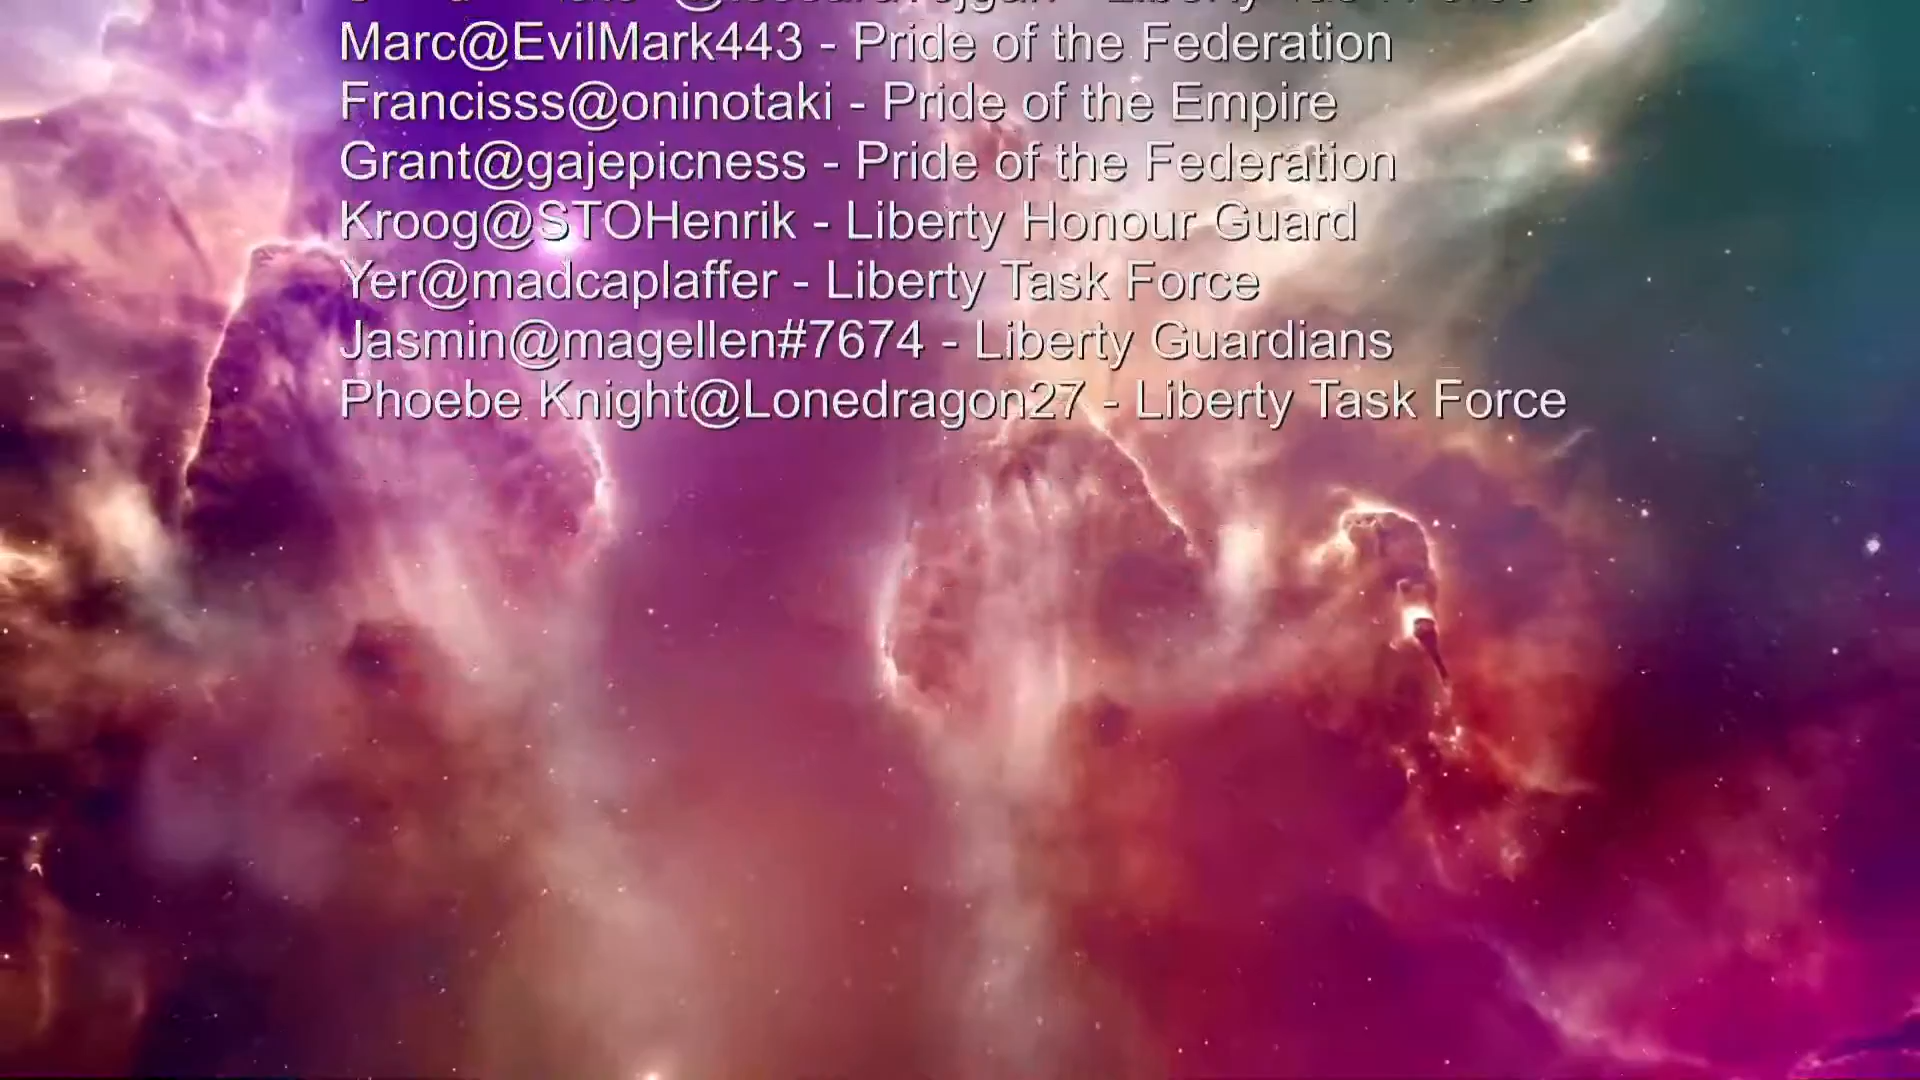 Marc@EvilMark443 - Pride of the Federation
Francisss@oninotaki - Pride of the Empire
Grant@gajepicness - Pride of the Federation
Kroog@STOHenrik - Liberty Honour Guard
Yer@madcaplaffer - Liberty Task Force
Jasmin@magellen#7674 - Liberty Guardians
Phoebe Knight@Lonedragon27 - Liberty Task Force